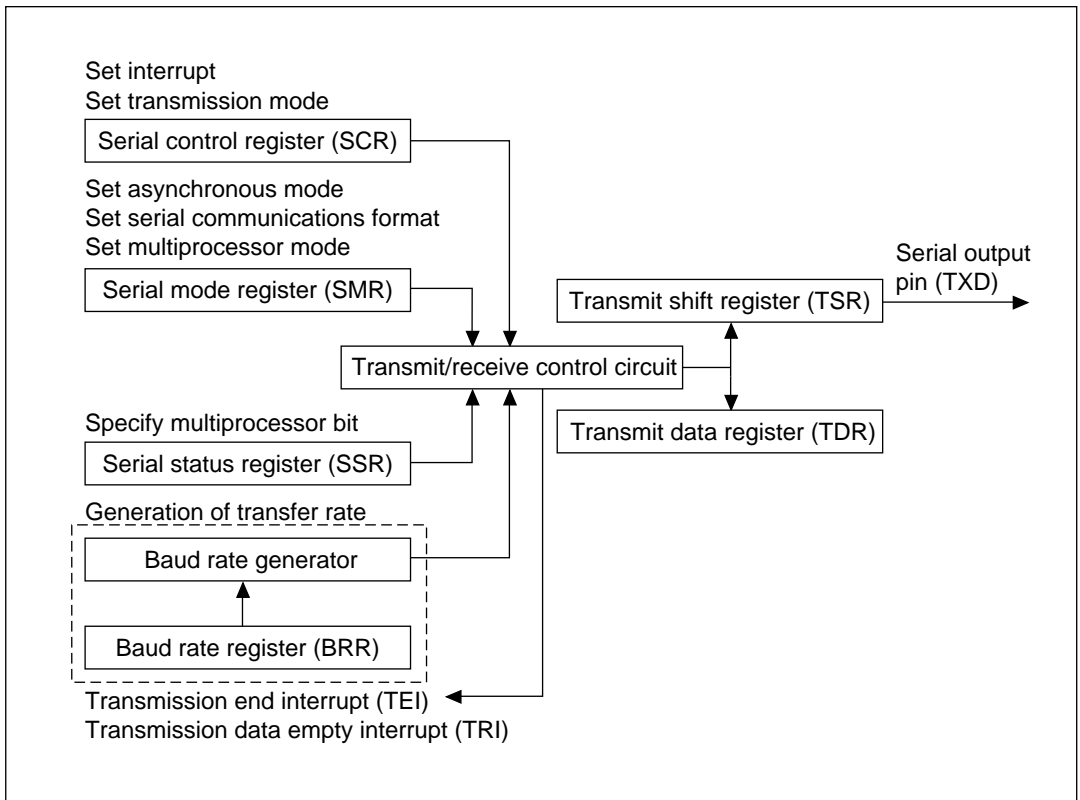 Set interrupt
Set transmission mode
Serial control register (SCR)
Set asynchronous mode
Set serial communications format
Set multiprocessor mode
Serial mode register (SMR)
Serial output
pin (TXD)
Transmit shift register (TSR)
Transmit/receive control circuit
Transmit data register (TDR)
Specify multiprocessor bit
Serial status register (SSR)
Generation of transfer rate
Baud rate generator
Baud rate register (BRR)
Transmission end interrupt (TEI)
Transmission data empty interrupt (TRI)